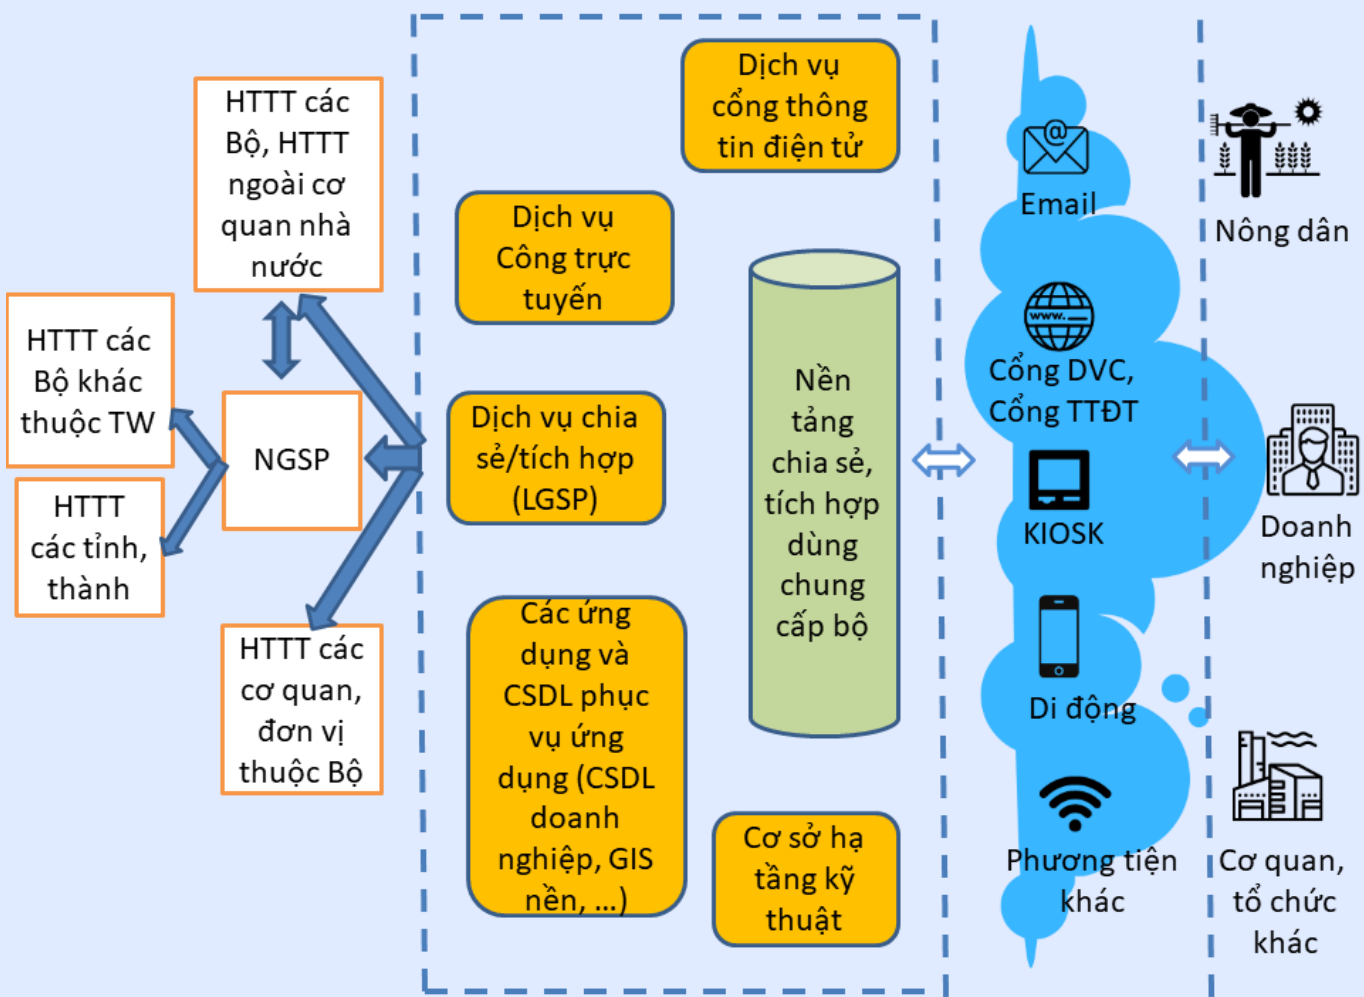 HTTT các
Bộ, HTTT
ngoài cơ
quan nhà
nước
HTTT các
Bộ khác
thuộc TW
NGSP
HTTT
các tỉnh,
thành
HTTT các
cơ quan,
đơn vị
thuộc Bộ
Dịch vụ
cổng thông
tin điện tử
Dịch vụ
Công trực
tuyến
Dịch vụ chia
sẻ/tích hợp
(LGSP)
Các ứng
dụng và
CSDL phục
vụ ứng
dụng (CSDL
doanh
nghiệp, GIS
nền, ...)
Nền
tảng
chia sẻ,
tích hợp
dùng
chung
cấp bộ
Cơ sở hạ
tầng kỹ
thuật
@
Email
www.
Cổng DVC,
Cổng TTĐT
KIOSK
Di động
Phương tiện
khác
Nông dân
Doanh
nghiệp
Cơ quan,
tổ chức
khác